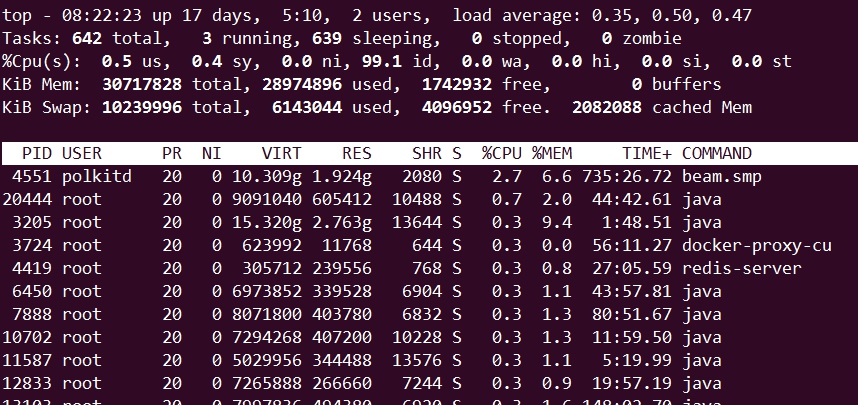 top - 08:22:23 up 17 days,  5:10,  2 users,  load average: 0.35, 0.50, 0.47
Tasks: 642 total,   3 running, 639 sleeping,   0 stopped,   0 zombie
%Cpu(s):  0.5 us,  0.4 sy,  0.0 ni, 99.1 id,  0.0 wa,  0.0 hi,  0.0 si,  0.0 st
KiB Mem:  30717828 total, 28974896 used,  1742932 free,        0 buffers
KiB Swap: 10239996 total,  6143044 used,  4096952 free.  2082088 cached Mem
PID USER      PR  NI    VIRT    RES    SHR S  %CPU %MEM     TIME+ COMMAND
4551 polkitd   20   0 10.309g 1.924g   2080 S   2.7  6.6 735:26.72 beam.smp
20444 root      20   0 9091040 605412  10488 S   0.7  2.0  44:42.61 java
3205 root      20   0 15.320g 2.763g  13644 S   0.3  9.4   1:48.51 java
3724 root      20   0  623992  11768    644 S   0.3  0.0  56:11.27 docker-proxy-cu
4419 root      20   0  305712 239556    768 S   0.3  0.8  27:05.59 redis-server
6450 root      20   0 6973852 339528   6904 S   0.3  1.1  43:57.81 java
7888 root      20   0 8071800 403780   6832 S   0.3  1.3  80:51.67 java
10702 root      20   0 7294268 407200  10228 S   0.3  1.3  11:59.50 java
11587 root      20   0 5029956 344488  13576 S   0.3  1.1   5:19.99 java
12833 root      20   0 7265888 266660   7244 S   0.3  0.9  19:57.19 java
root      20   0 S   0.3 java